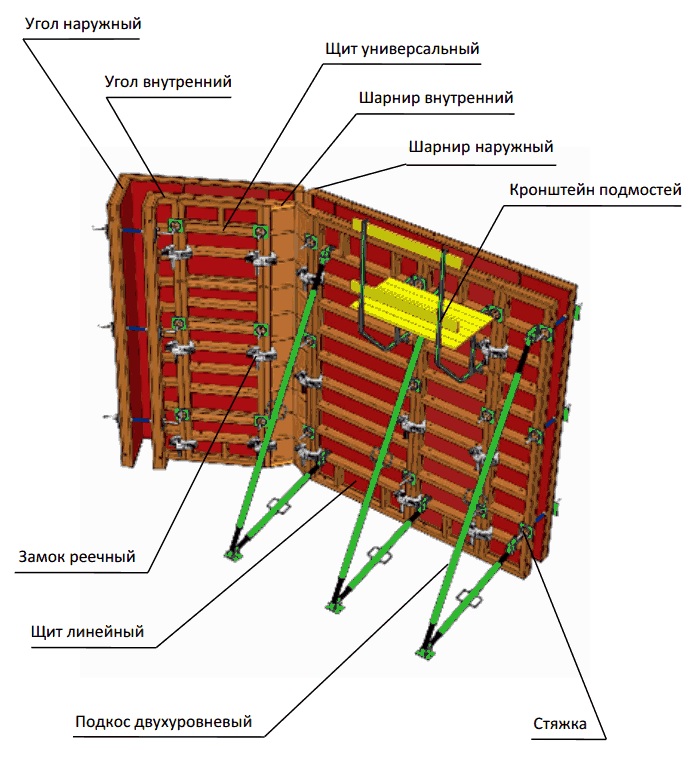 Угол наружный
Щит универсальный
Угол внутренний
Шарнир внутренний
Шарнир наружный
Кронштейн подмостей
Замок реечный
Щит линейный
Подкос двухуровневый
Стяжка